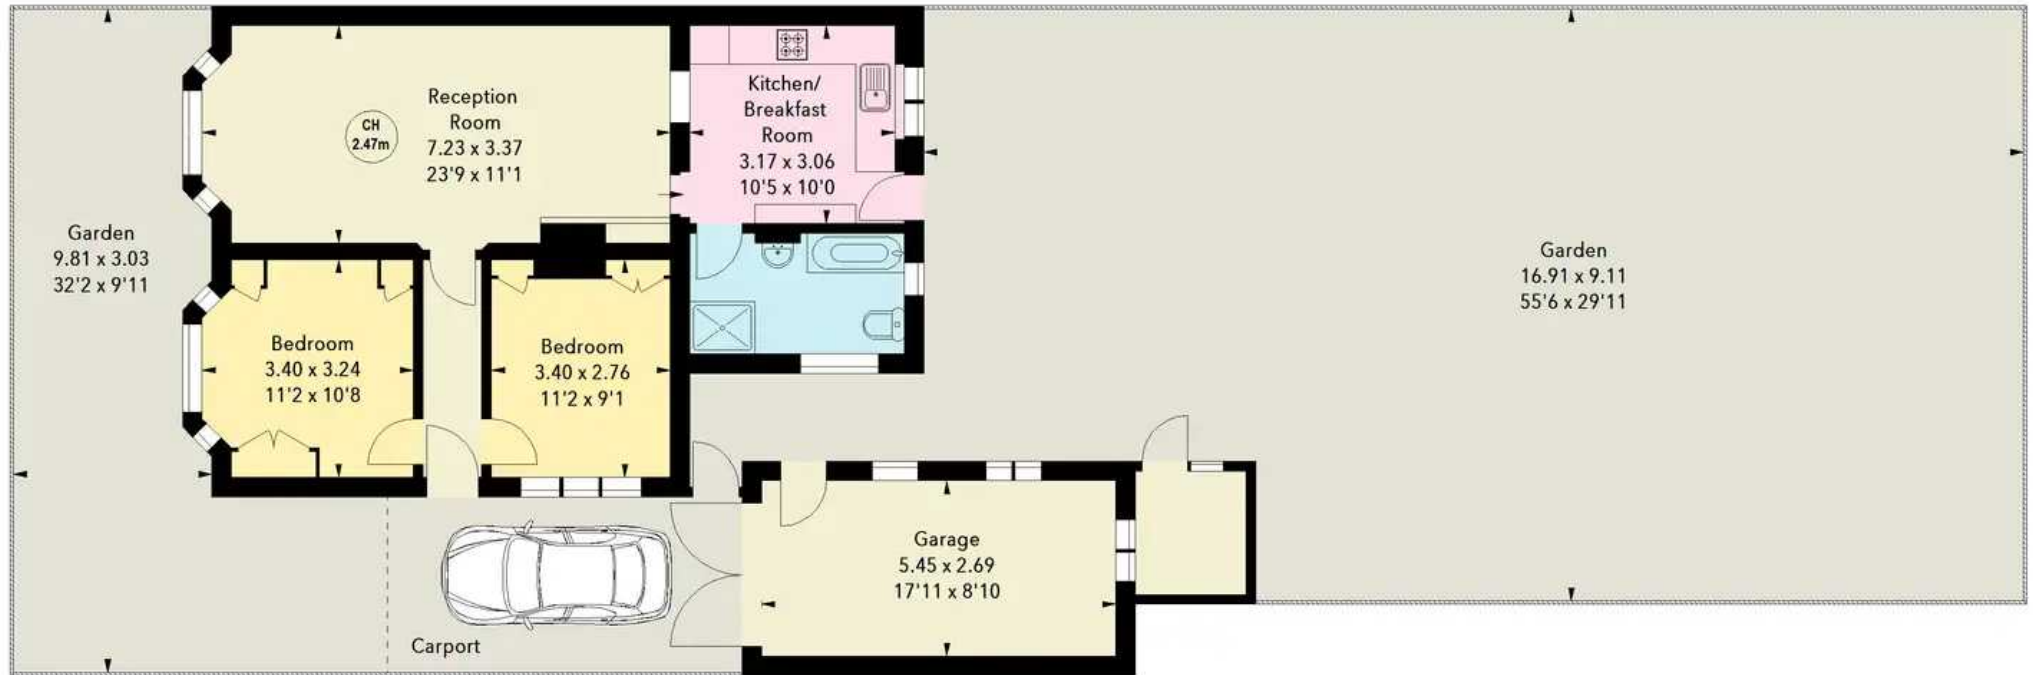 Reception
Room
7.23 x 3.37
23'9 x 11'1
CH
2.47m
Kitchen/
Breakfast
Room
3.17 x 3.06
10'5 x 10'0
Garden
9.81 x 3.03
32'2 x 9'11
Garden
16.91 x 9.11
55'6 x 29'11
Bedroom
3.40 x 3.24
11'2 x 10'8
Bedroom
3.40 x 2.76
11'2 x 9'1
Garage
5.45 x 2.69
17'11 x 8'10
Carport